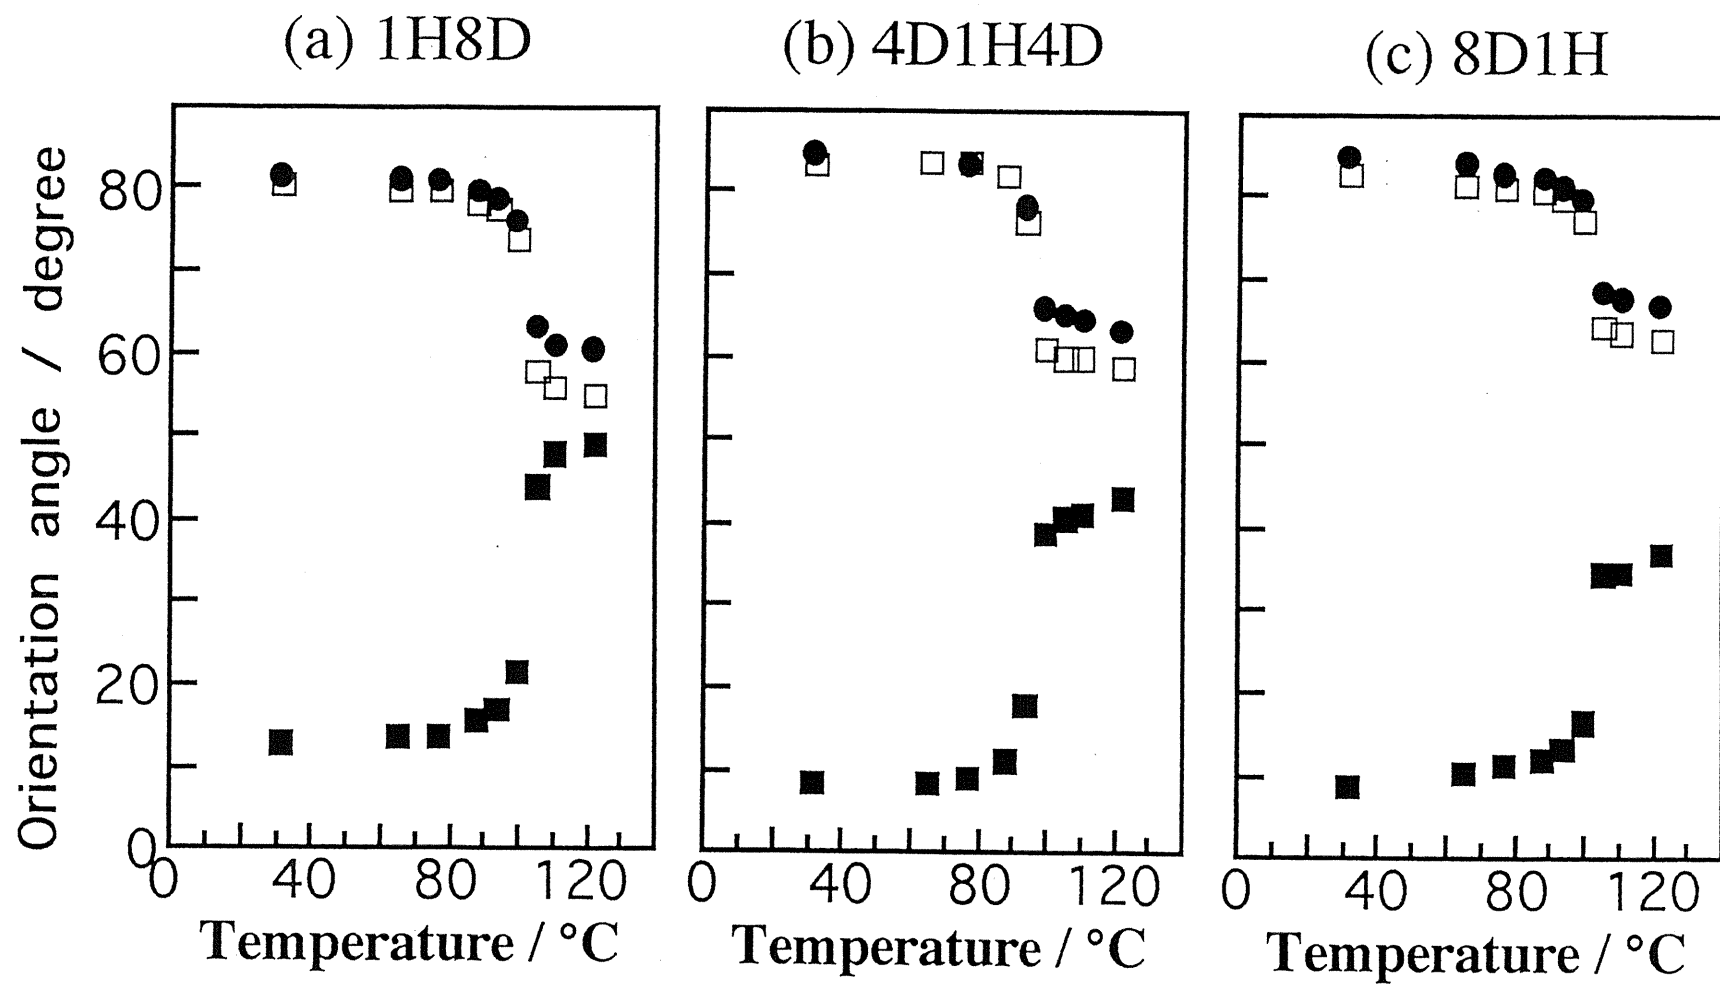 (a) 1H8D (b) 4D1H4D (c) 8D1H
Orientation angle / degree
80
60
40
20
0
0 40 80 120 0 40 80 120 0 40 80 120
Temperature / °C Temperature / °C Temperature / °C